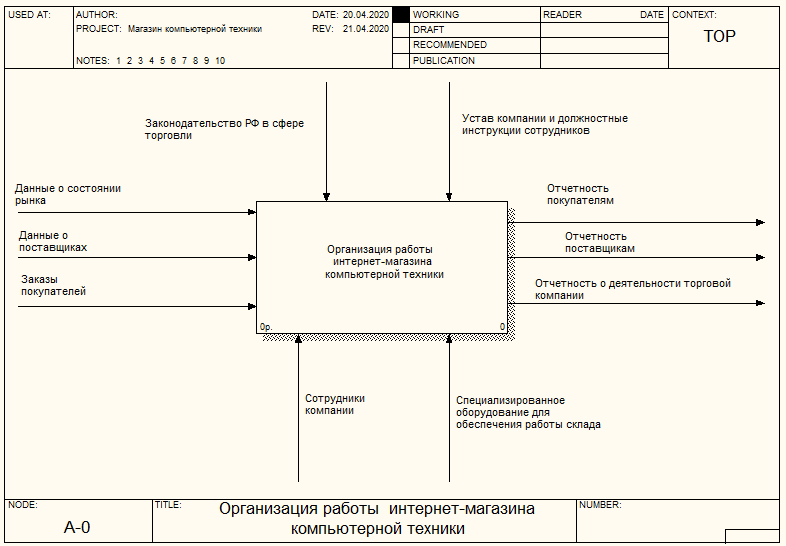 USED AT:
AUTHOR:
DATE: 20.04.2020
WORKING
READER
DATE
CONTEXT:
PROJECT: Магазин компьютерной техники
REV: 21.04.2020
DRAFT
TOP
RECOMMENDED
NOTES: 1 2 3 4 5 6 7 8 9 10
PUBLICATION
Законодательство РФ в сфере
торговли
Устав компании и должностные
инструкции сотрудников
Данные о состоянии
рынка
Данные о
поставщиках
Заказы
покупателей
Организация работы
интернет-магазина
компьютерной техники
0р.
0
Отчетность
покупателям
Отчетность
поставщикам
Отчетность о деятельности торговой
компании
Сотрудники
компании
Специализированное
оборудование для
обеспечения работы склада
NODE:
A-0
TITLE:
Организация работы интернет-магазина
компьютерной техники
NUMBER: